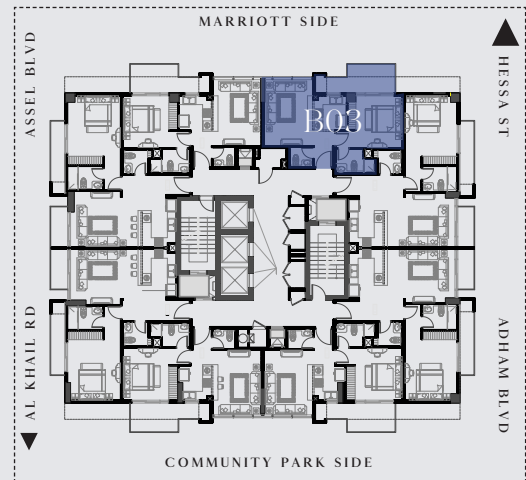 MARRIOTT SIDE
ASSEL BLVD
HESSA ST
B03
AL KHAIL RD
ADHAM BLVD
COMMUNITY PARK SIDE